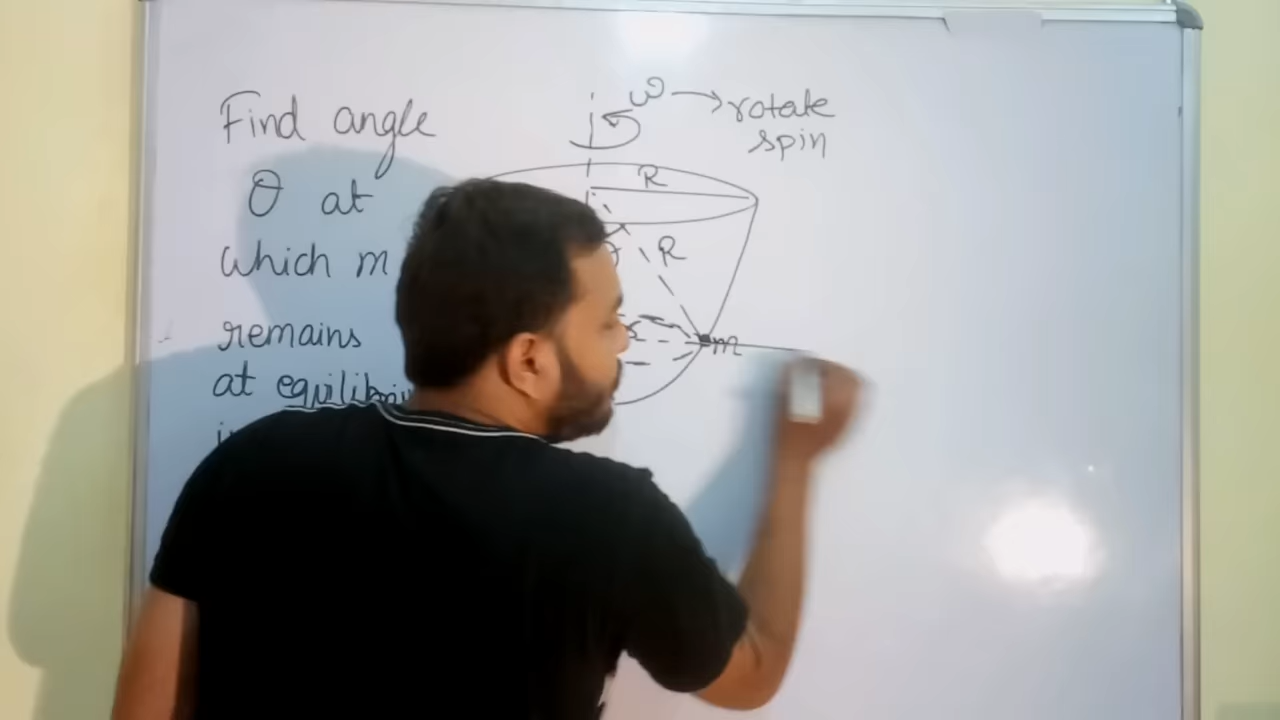 Find angle
θ at
which m
remains
at
ω → rotate
spin
R
R
m